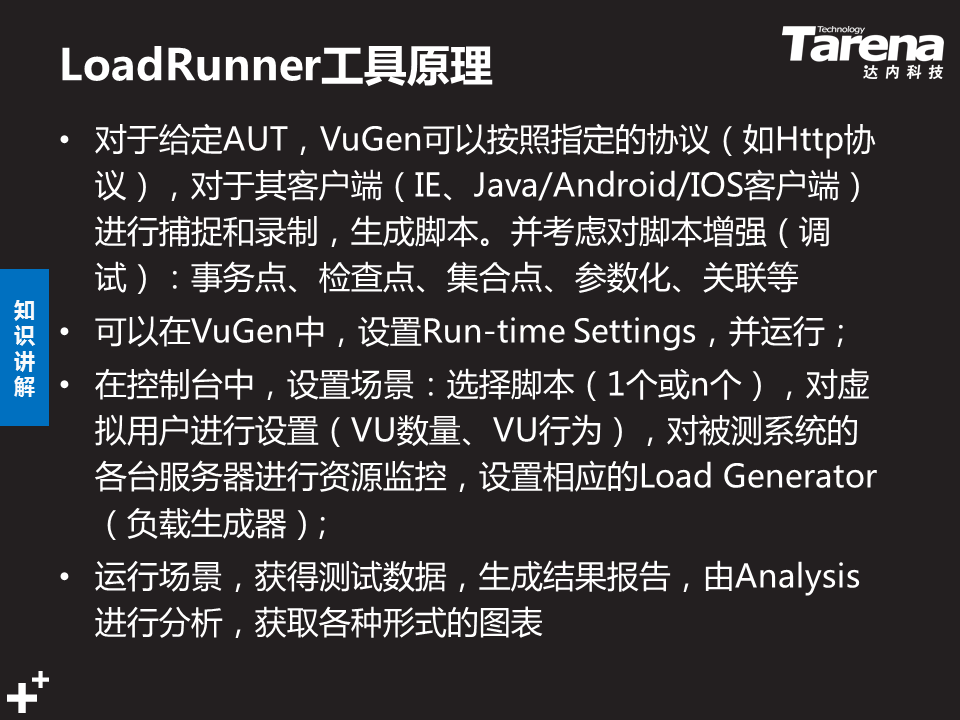 LoadRunner工具原理
Technology
Tarena
达内科技
• 对于给定AUT，VuGen可以按照指定的协议（如Http协
议），对于其客户端（IE、Java/Android/IOS客户端）
进行捕捉和录制，生成脚本。并考虑对脚本增强（调
试）：事务点、检查点、集合点、参数化、关联等
知识讲解
• 可以在VuGen中，设置Run-time Settings，并运行；
• 在控制台中，设置场景：选择脚本（1个或n个），对虚
拟用户进行设置（VU数量、VU行为），对被测系统的
各台服务器进行资源监控，设置相应的Load Generator
（负载生成器）；
• 运行场景，获得测试数据，生成结果报告，由Analysis
进行分析，获取各种形式的图表